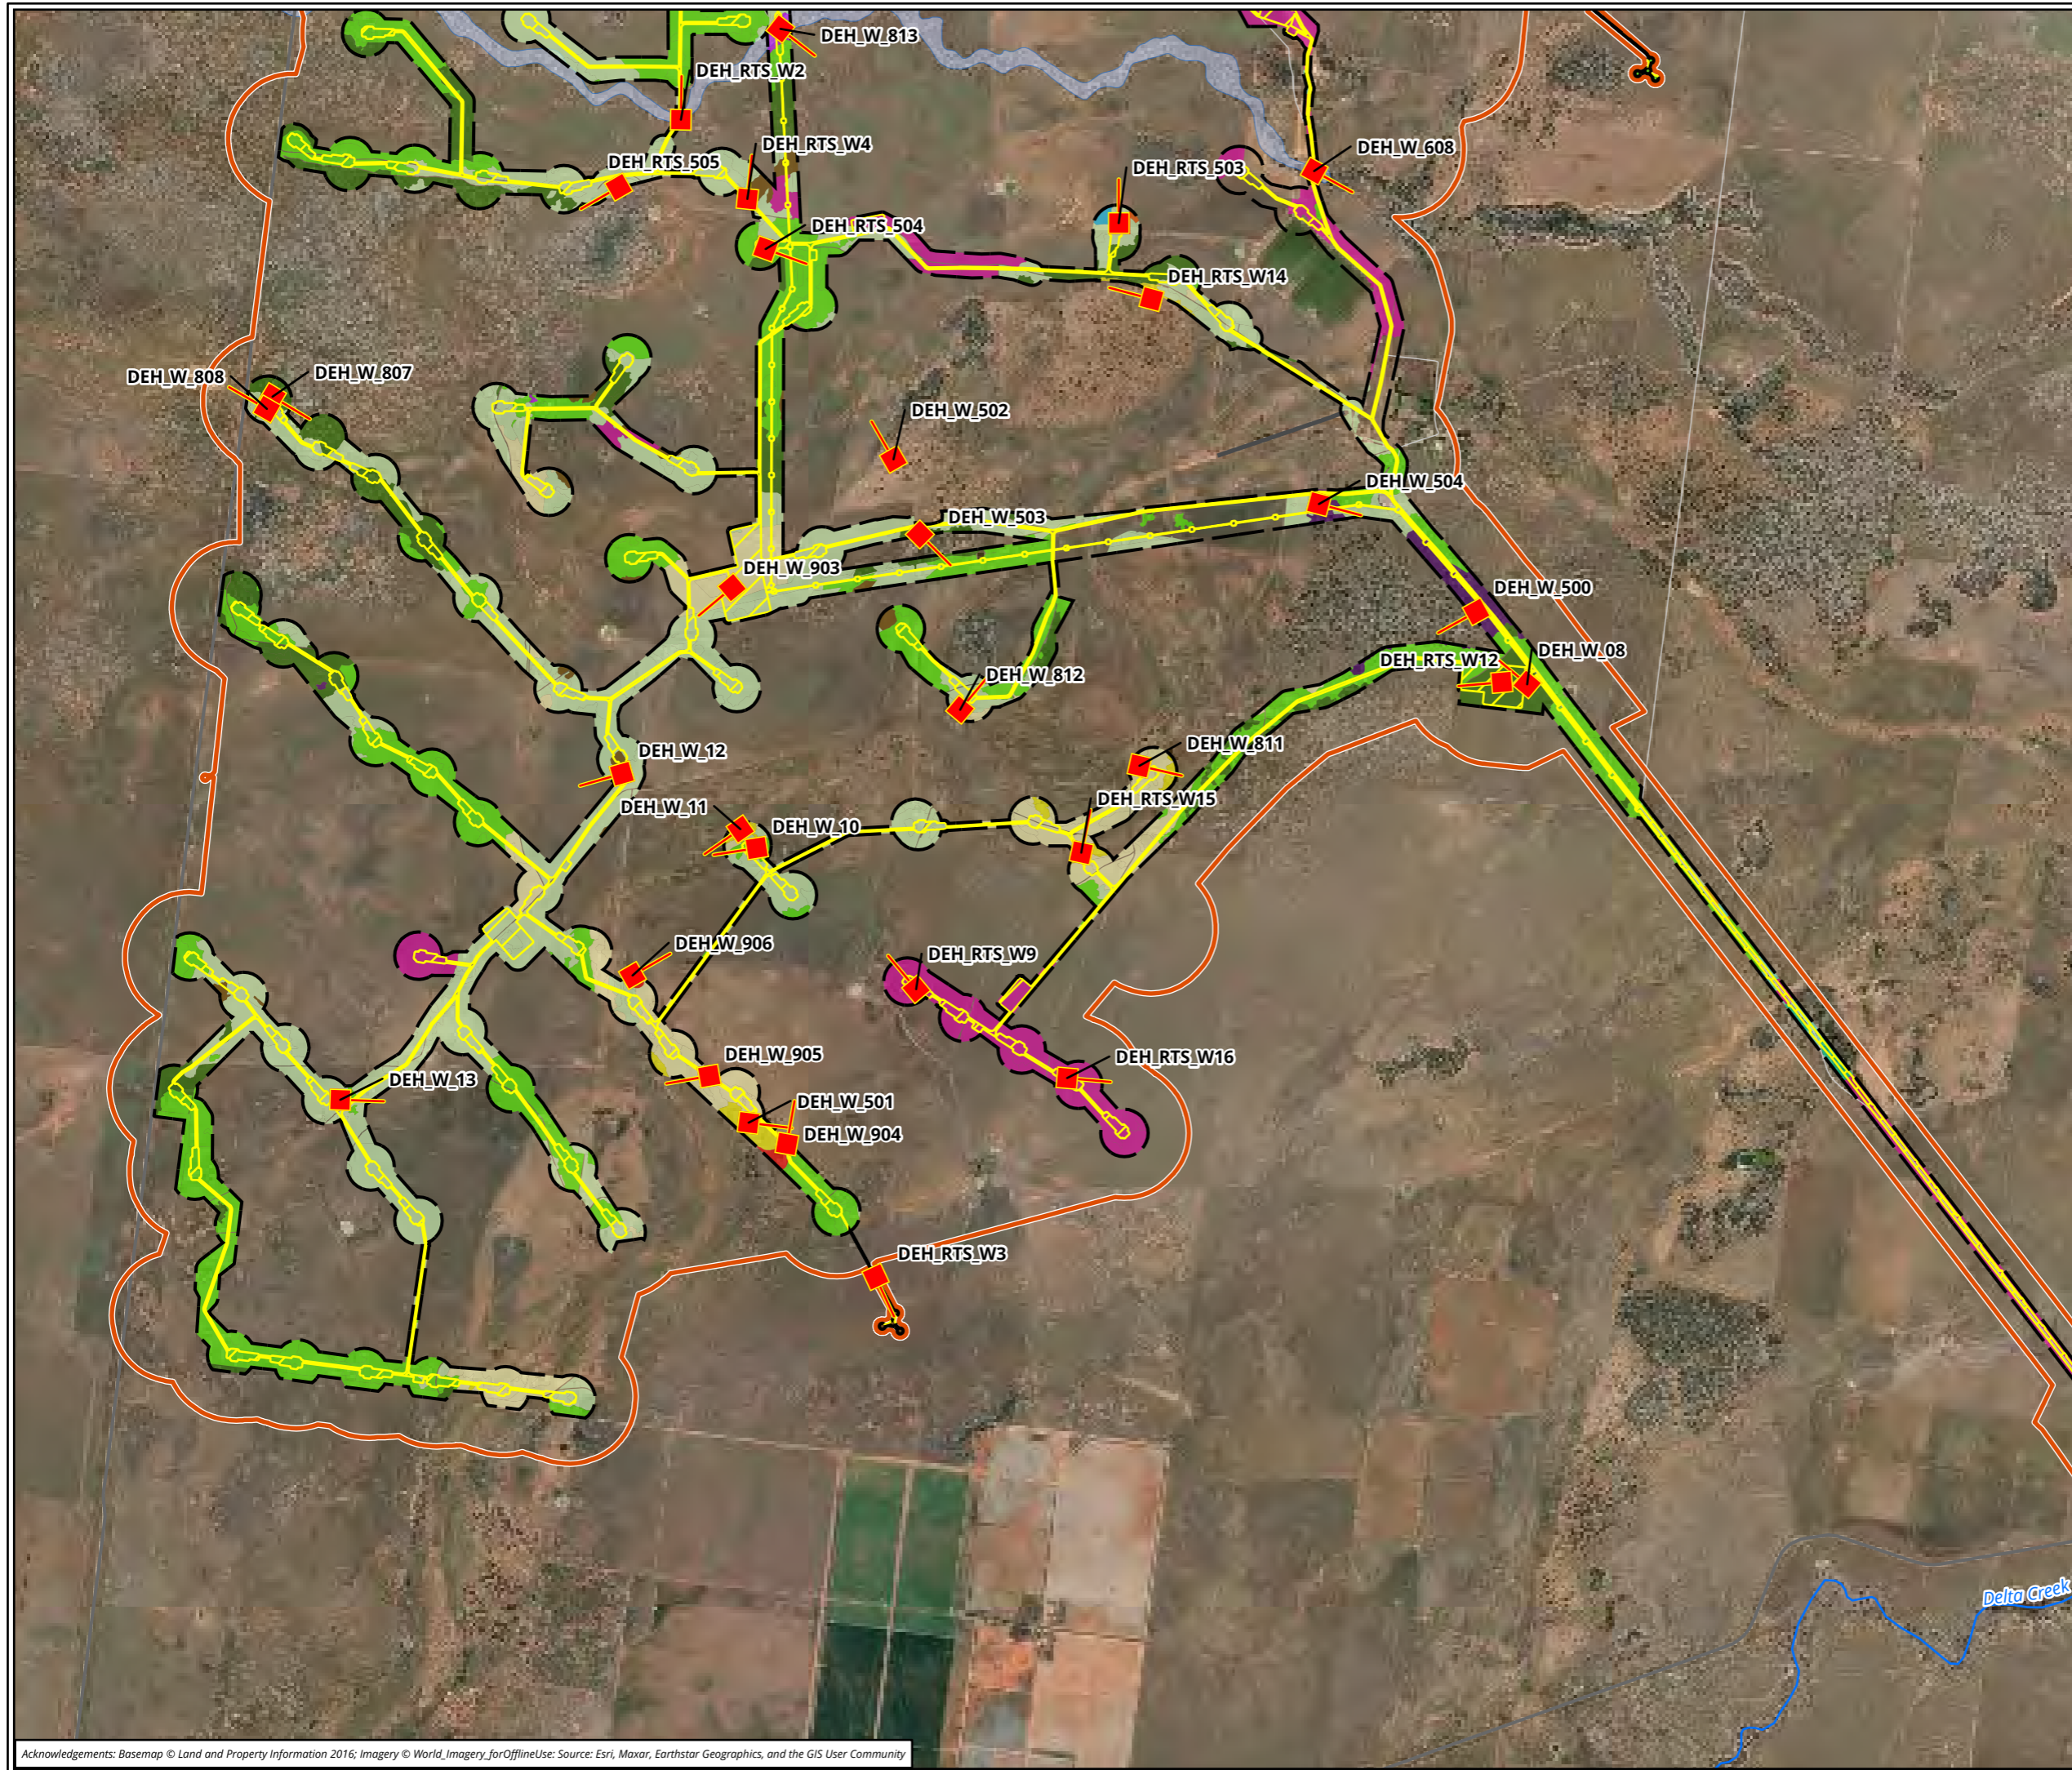 DEH_W_813
DEH_RTS_W2
DEH_RTS_W4
DEH_W_608
DEH_RTS_505
DEH_RTS_503
DEH_RTS_504
DEH_RTS_W14
DEH_W_808
DEH_W_807
DEH_W_502
DEH_W_504
DEH_W_503
DEH_W_903
DEH_W_500
DEH_W_08
DEH_RTS_W12
DEH_W_812
DEH_W_811
DEH_W_12
DEH_RTS_W15
DEH_W_11
DEH_W_10
DEH_W_906
DEH_RTS_W9
DEH_W_905
DEH_RTS_W16
DEH_W_13
DEH_W_501
DEH_W_904
DEH_RTS_W3
Delta Creek
Acknowledgements: Basemap © Land and Property Information 2016; Imagery © World_Imagery_forOfflineUse: Source: Esri, Maxar, Earthstar Geographics, and the GIS User Community